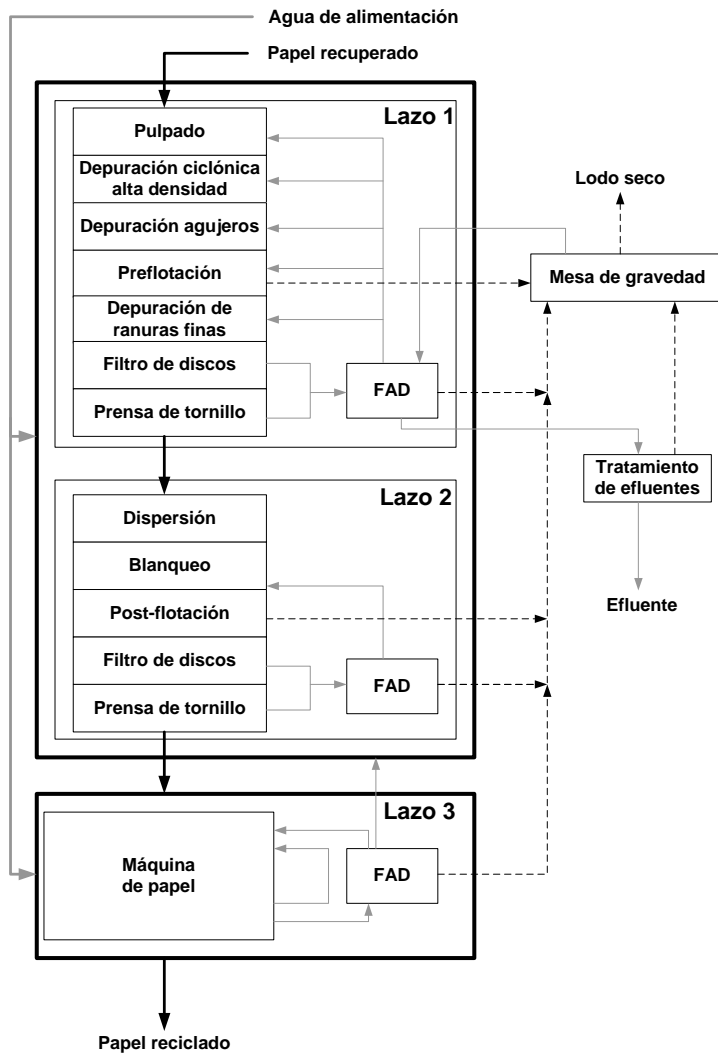 Agua de alimentación
Papel recuperado
Lazo 1
Pulpado
Depuración ciclónica
alta densidad
Depuración agujeros
Preflotación
Depuración de
ranuras finas
Filtro de discos
Prensa de tornillo
FAD
Lodo seco
Mesa de gravedad
Tratamiento
de efluentes
Efluente
Lazo 2
Dispersión
Blanqueo
Post-flotación
Filtro de discos
Prensa de tornillo
FAD
Lazo 3
Máquina
de papel
FAD
Papel reciclado